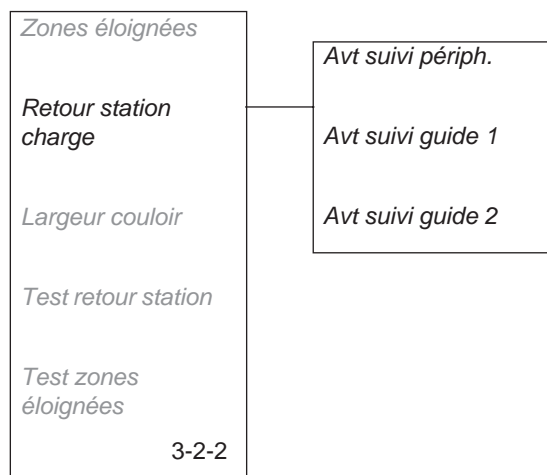 Zones éloignées
Retour station
charge
Largeur couloir
Test retour station
Test zones
éloignées
3-2-2
Avt suivi périph.
Avt suivi guide 1
Avt suivi guide 2